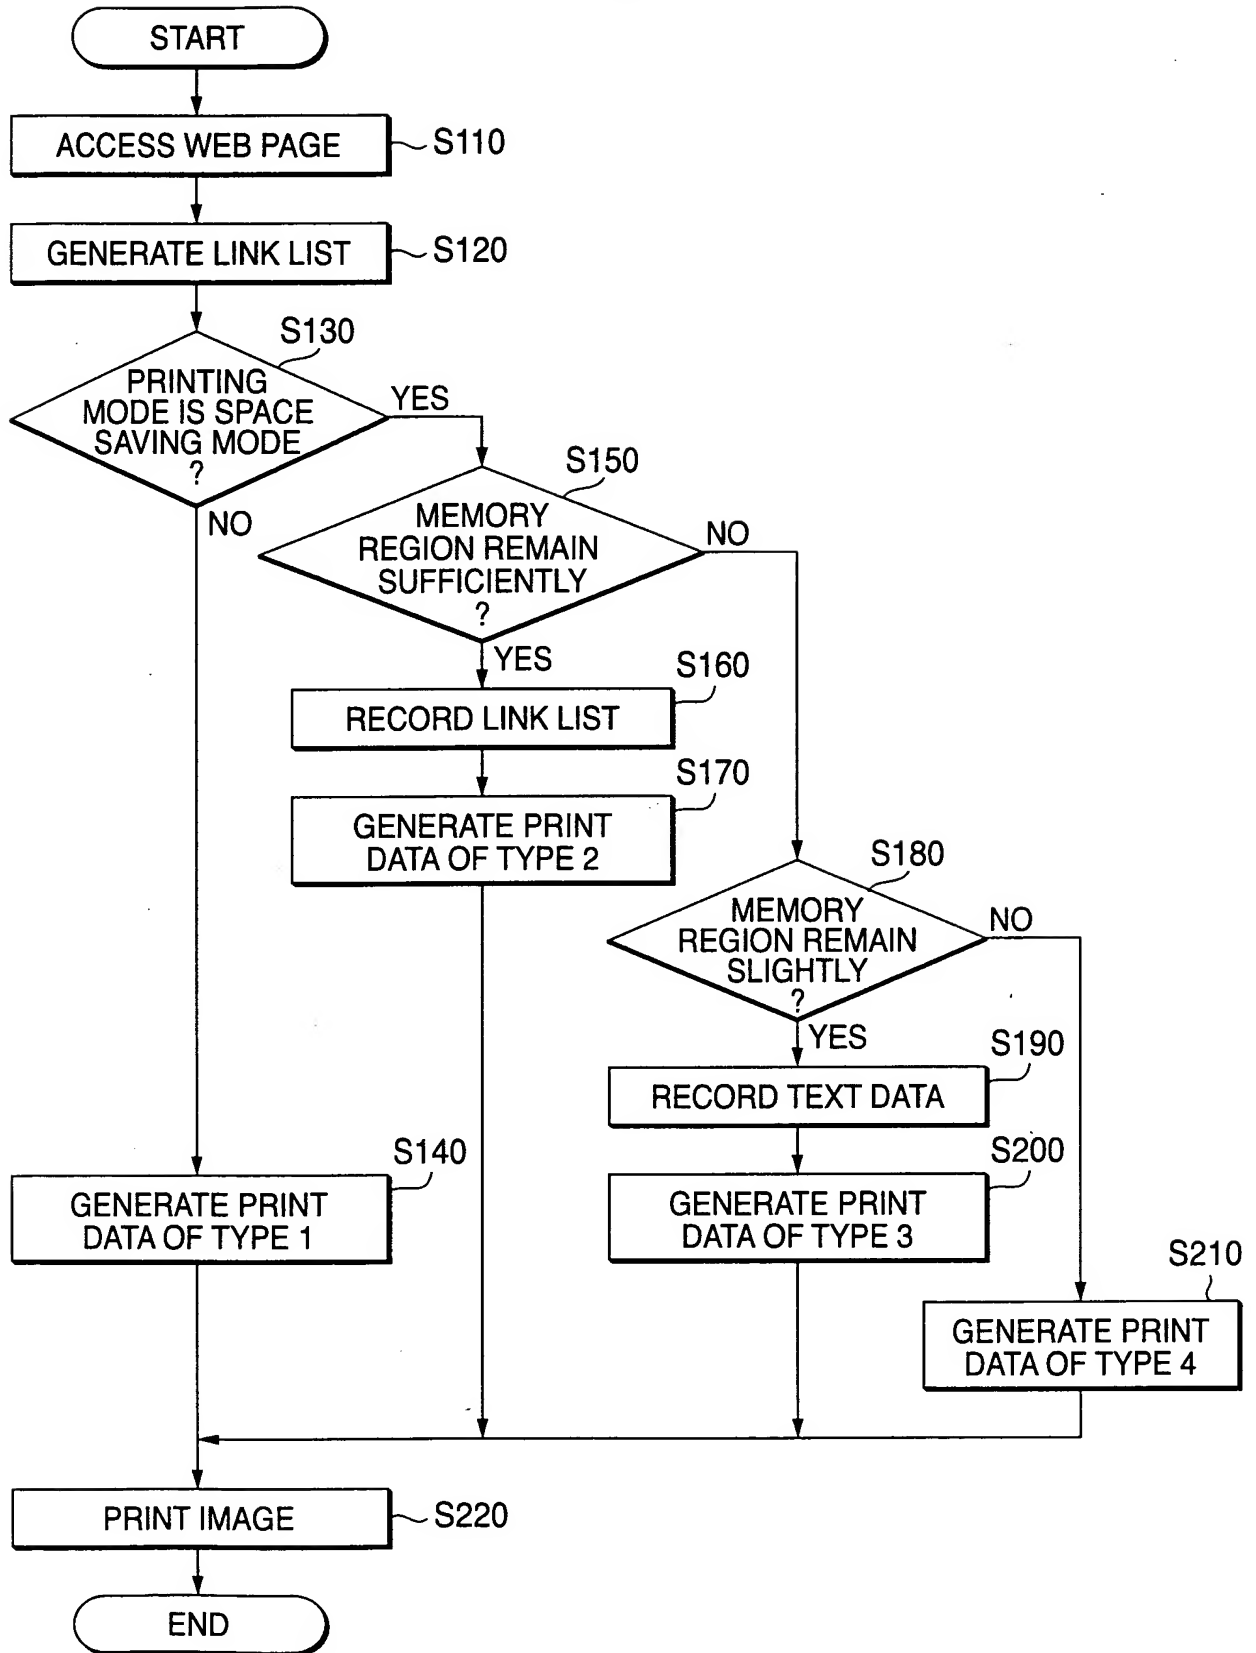 START
ACCESS WEB PAGE
S110
GENERATE LINK LIST
S120
S130
PRINTING
MODE IS SPACE
SAVING MODE
?
YES
NO
S150
MEMORY
REGION REMAIN
SUFFICIENTLY
?
NO
YES
S160
RECORD LINK LIST
S170
GENERATE PRINT
DATA OF TYPE 2
S180
MEMORY
REGION REMAIN
SLIGHTLY
?
NO
YES
S190
RECORD TEXT DATA
S200
GENERATE PRINT
DATA OF TYPE 3
S140
GENERATE PRINT
DATA OF TYPE 1
S210
GENERATE PRINT
DATA OF TYPE 4
PRINT IMAGE
S220
END